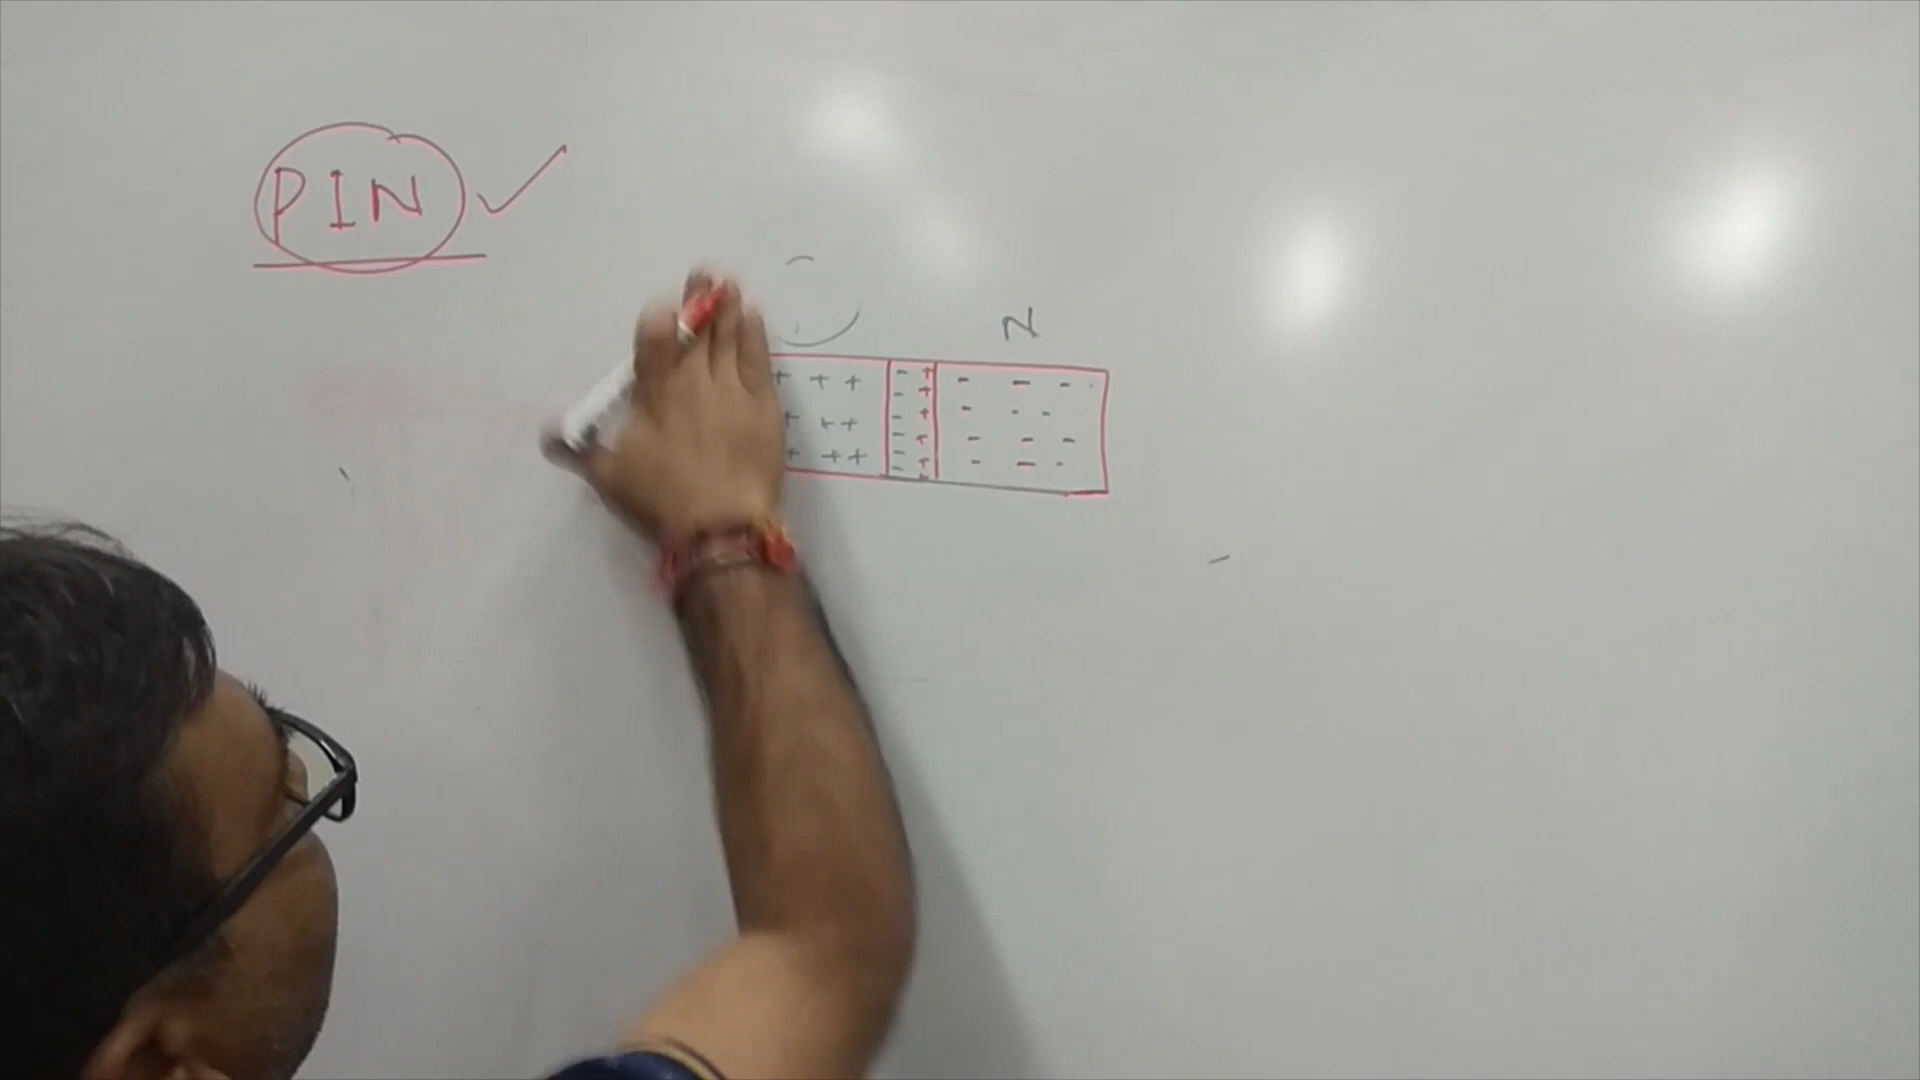 PIN ✓
N
+ + + - + - - -
- + - - -
+ + + - + - - -
- + - - -
+ + + - + - - -
- +